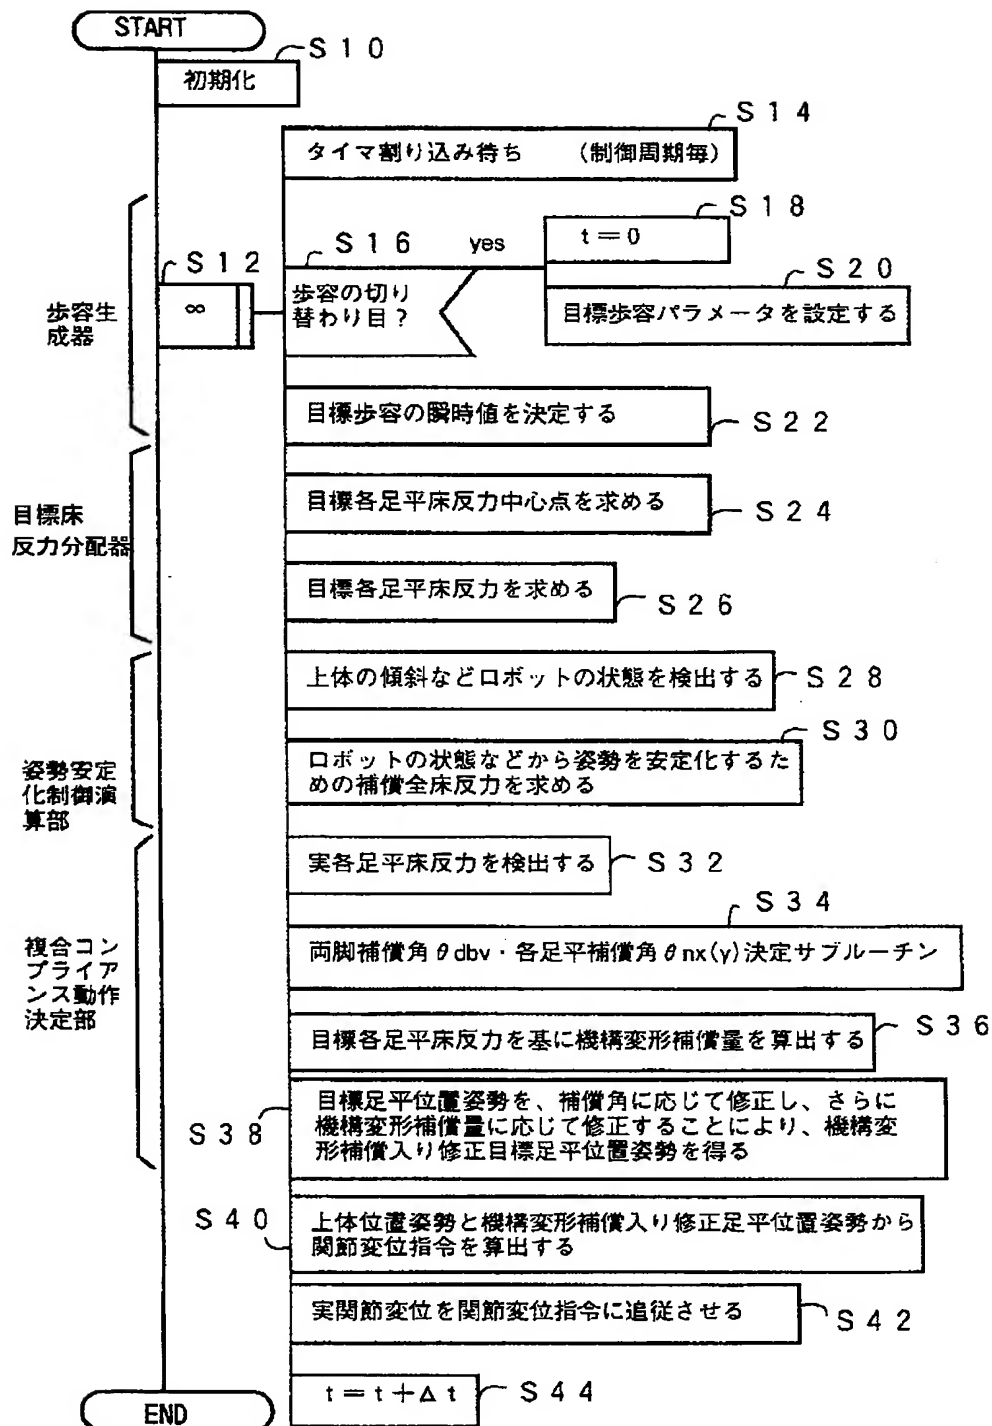 START
S10
初期化
S14
タイマ割り込み待ち (制御周期毎)
S18
t=0
S16
yes
S12
∞
歩容の切り
替わり目?
S20
目標歩容パラメータを設定する
歩容生
成器
目標歩容の瞬時値を決定する
S22
目標各足平床反力中心点を求める
S24
目標床
反力分配器
目標各足平床反力を求める
S26
上体の傾斜などロボットの状態を検出する
S28
S30
ロボットの状態などから姿勢を安定化するた
めの補償全床反力を求める
姿勢安定
化制御演
算部
実各足平床反力を検出する
S32
S34
両脚補償角θdbv・各足平補償角θnx(y)決定サブルーチン
複合コン
プライア
ンス動作
決定部
目標各足平床反力を基に機構変形補償量を算出する
S36
目標足平位置姿勢を、補償角に応じて修正し、さらに
機構変形補償量に応じて修正することにより、機構変
形補償入り修正目標足平位置姿勢を得る
S38
S40
上体位置姿勢と機構変形補償入り修正足平位置姿勢から
関節変位指令を算出する
実関節変位を関節変位指令に追従させる
S42
t=t+Δt
S44
END